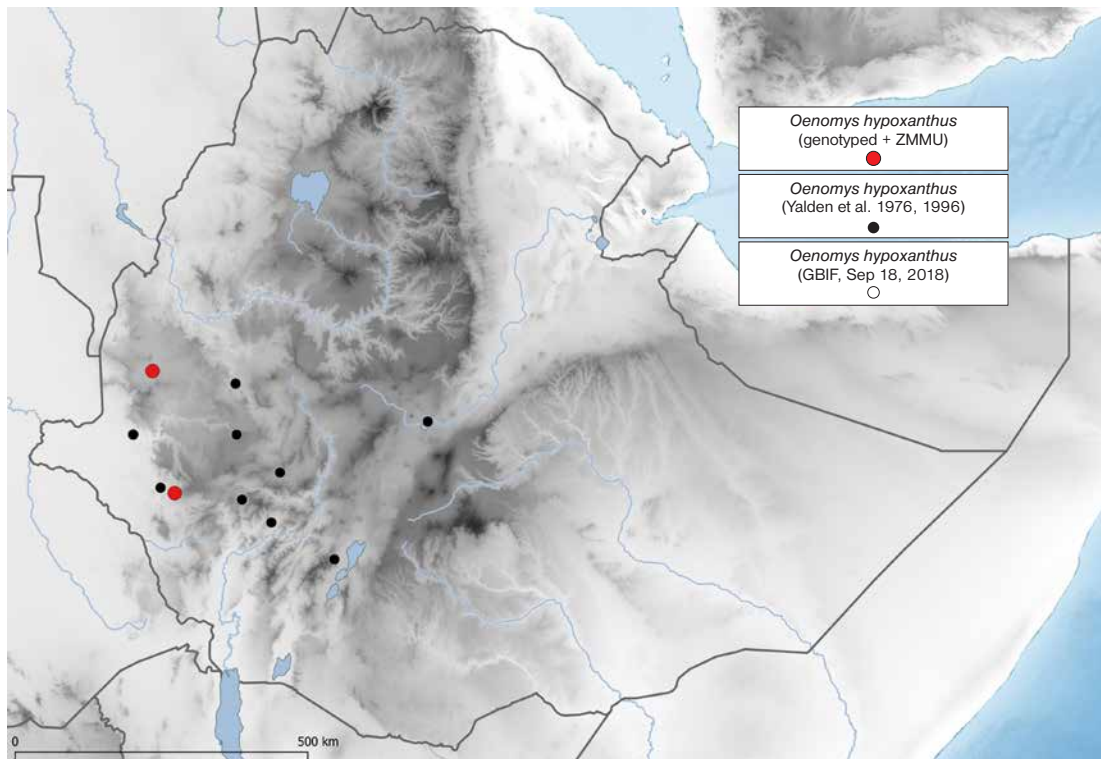 Oenomys hypoxanthus
(genotyped + ZMMU)
Oenomys hypoxanthus
(Yalden et al. 1976, 1996)
Oenomys hypoxanthus
(GBIF, Sep 18, 2018)
0 500 km